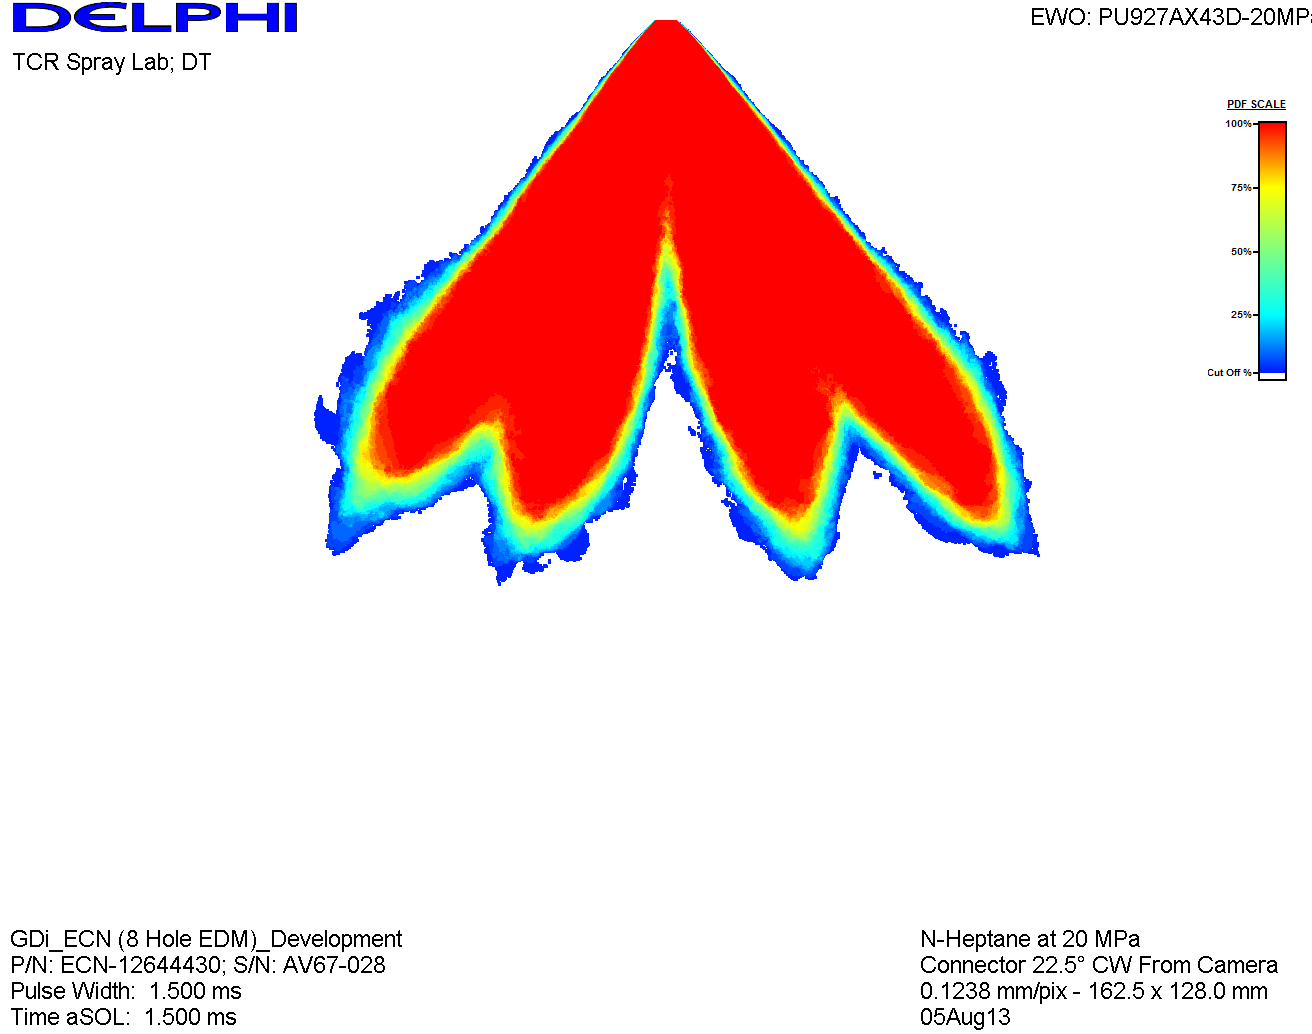 DELPHI
EWO: PU927AX43D-20MPa
TCR Spray Lab; DT
PDF SCALE
100%
75%
50%
25%
Cut Off %
GDi_ECN (8 Hole EDM)_Development
P/N: ECN-12644430; S/N: AV67-028
Pulse Width: 1.500 ms
Time aSOL: 1.500 ms
N-Heptane at 20 MPa
Connector 22.5° CW From Camera
0.1238 mm/pix - 162.5 x 128.0 mm
05Aug13